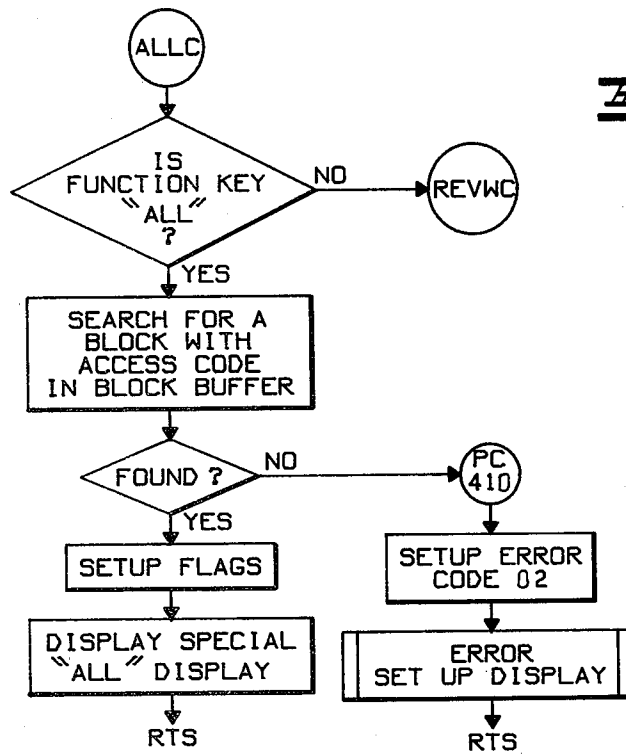 ALLC
IS
FUNCTION KEY
"ALL"
?
NO
REVWC
YES
SEARCH FOR A
BLOCK WITH
ACCESS CODE
IN BLOCK BUFFER
FOUND ?
NO
PC
410
YES
SETUP FLAGS
SETUP ERROR
CODE 02
DISPLAY SPECIAL
"ALL" DISPLAY
ERROR
SET UP DISPLAY
RTS
RTS